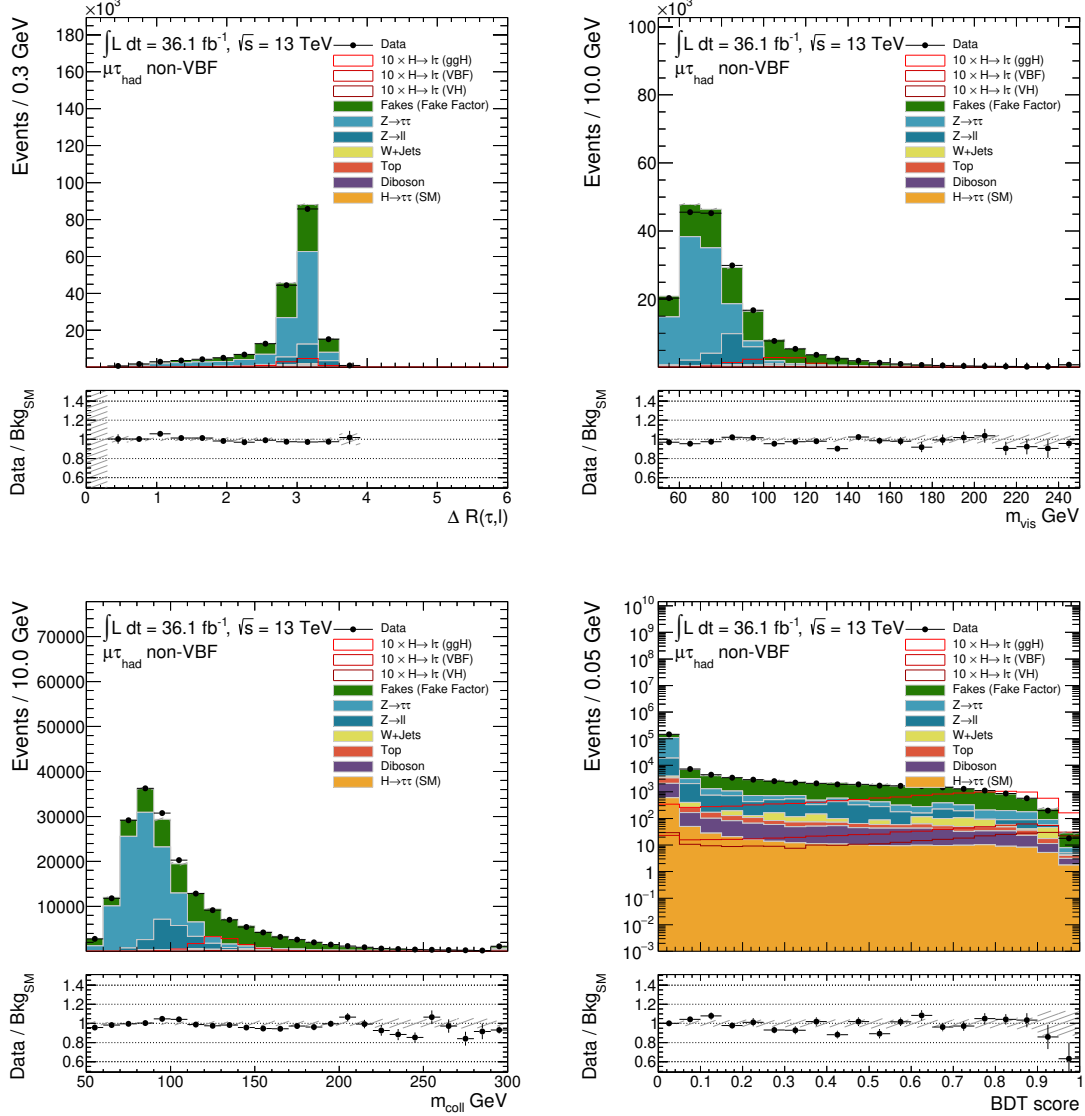 ×10³
∫L dt = 36.1 fb⁻¹, √s = 13 TeV
μτhad non-VBF
Data
10 × H→ lτ (ggH)
10 × H→ lτ (VBF)
10 × H→ lτ (VH)
Fakes (Fake Factor)
Z→ττ
Z→ll
W+Jets
Top
Diboson
H→ττ (SM)
Events / 0.3 GeV
180
160
140
120
100
80
60
40
20
Data / BkgSM
1.4
1.2
1
0.8
0.6
0 1 2 3 4 5 6
Δ R(τ,l)
×10³
∫L dt = 36.1 fb⁻¹, √s = 13 TeV
μτhad non-VBF
Data
10 × H→ lτ (ggH)
10 × H→ lτ (VBF)
10 × H→ lτ (VH)
Fakes (Fake Factor)
Z→ττ
Z→ll
W+Jets
Top
Diboson
H→ττ (SM)
Events / 10.0 GeV
100
80
60
40
20
Data / BkgSM
1.4
1.2
1
0.8
0.6
60 80 100 120 140 160 180 200 220 240
mvis GeV
∫L dt = 36.1 fb⁻¹, √s = 13 TeV
μτhad non-VBF
Data
10 × H→ lτ (ggH)
10 × H→ lτ (VBF)
10 × H→ lτ (VH)
Fakes (Fake Factor)
Z→ττ
Z→ll
W+Jets
Top
Diboson
H→ττ (SM)
Events / 10.0 GeV
70000
60000
50000
40000
30000
20000
10000
Data / BkgSM
1.4
1.2
1
0.8
0.6
50 100 150 200 250 300
mcoll GeV
∫L dt = 36.1 fb⁻¹, √s = 13 TeV
μτhad non-VBF
Data
10 × H→ lτ (ggH)
10 × H→ lτ (VBF)
10 × H→ lτ (VH)
Fakes (Fake Factor)
Z→ττ
Z→ll
W+Jets
Top
Diboson
H→ττ (SM)
Events / 0.05 GeV
10¹⁰
10⁹
10⁸
10⁷
10⁶
10⁵
10⁴
10³
10²
10
1
10⁻¹
10⁻²
10⁻³
Data / BkgSM
1.4
1.2
1
0.8
0.6
0 0.1 0.2 0.3 0.4 0.5 0.6 0.7 0.8 0.9 1
BDT score